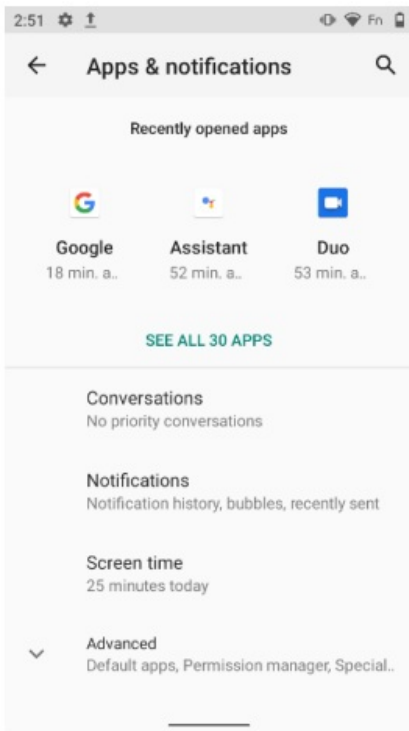 2:51 Fn
Apps & notifications
Recently opened apps
Google Assistant Duo
18 min. a.. 52 min. a.. 53 min. a..
SEE ALL 30 APPS
Conversations
No priority conversations
Notifications
Notification history, bubbles, recently sent
Screen time
25 minutes today
Advanced
Default apps, Permission manager, Special..